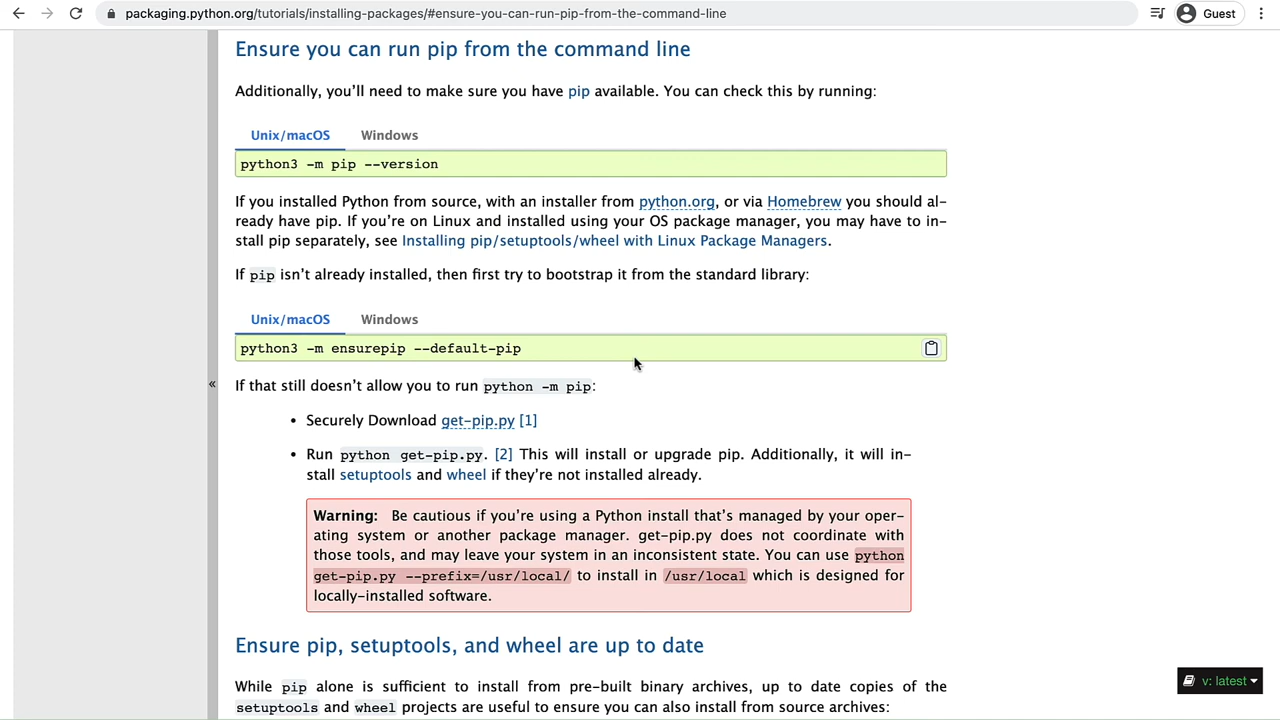 packaging.python.org/tutorials/installing-packages/#ensure-you-can-run-pip-from-the-command-line
Guest
Ensure you can run pip from the command line
Additionally, you'll need to make sure you have pip available. You can check this by running:
Unix/macOS Windows
python3 -m pip --version
If you installed Python from source, with an installer from python.org, or via Homebrew you should al-
ready have pip. If you're on Linux and installed using your OS package manager, you may have to in-
stall pip separately, see Installing pip/setuptools/wheel with Linux Package Managers.
If pip isn't already installed, then first try to bootstrap it from the standard library:
Unix/macOS Windows
python3 -m ensurepip --default-pip
«
If that still doesn't allow you to run python -m pip:
• Securely Download get-pip.py [1]
• Run python get-pip.py. [2] This will install or upgrade pip. Additionally, it will in-
stall setuptools and wheel if they're not installed already.
Warning: Be cautious if you're using a Python install that's managed by your oper-
ating system or another package manager. get-pip.py does not coordinate with
those tools, and may leave your system in an inconsistent state. You can use python
get-pip.py --prefix=/usr/local/ to install in /usr/local which is designed for
locally-installed software.
Ensure pip, setuptools, and wheel are up to date
While pip alone is sufficient to install from pre-built binary archives, up to date copies of the
setuptools and wheel projects are useful to ensure you can also install from source archives:
v: latest